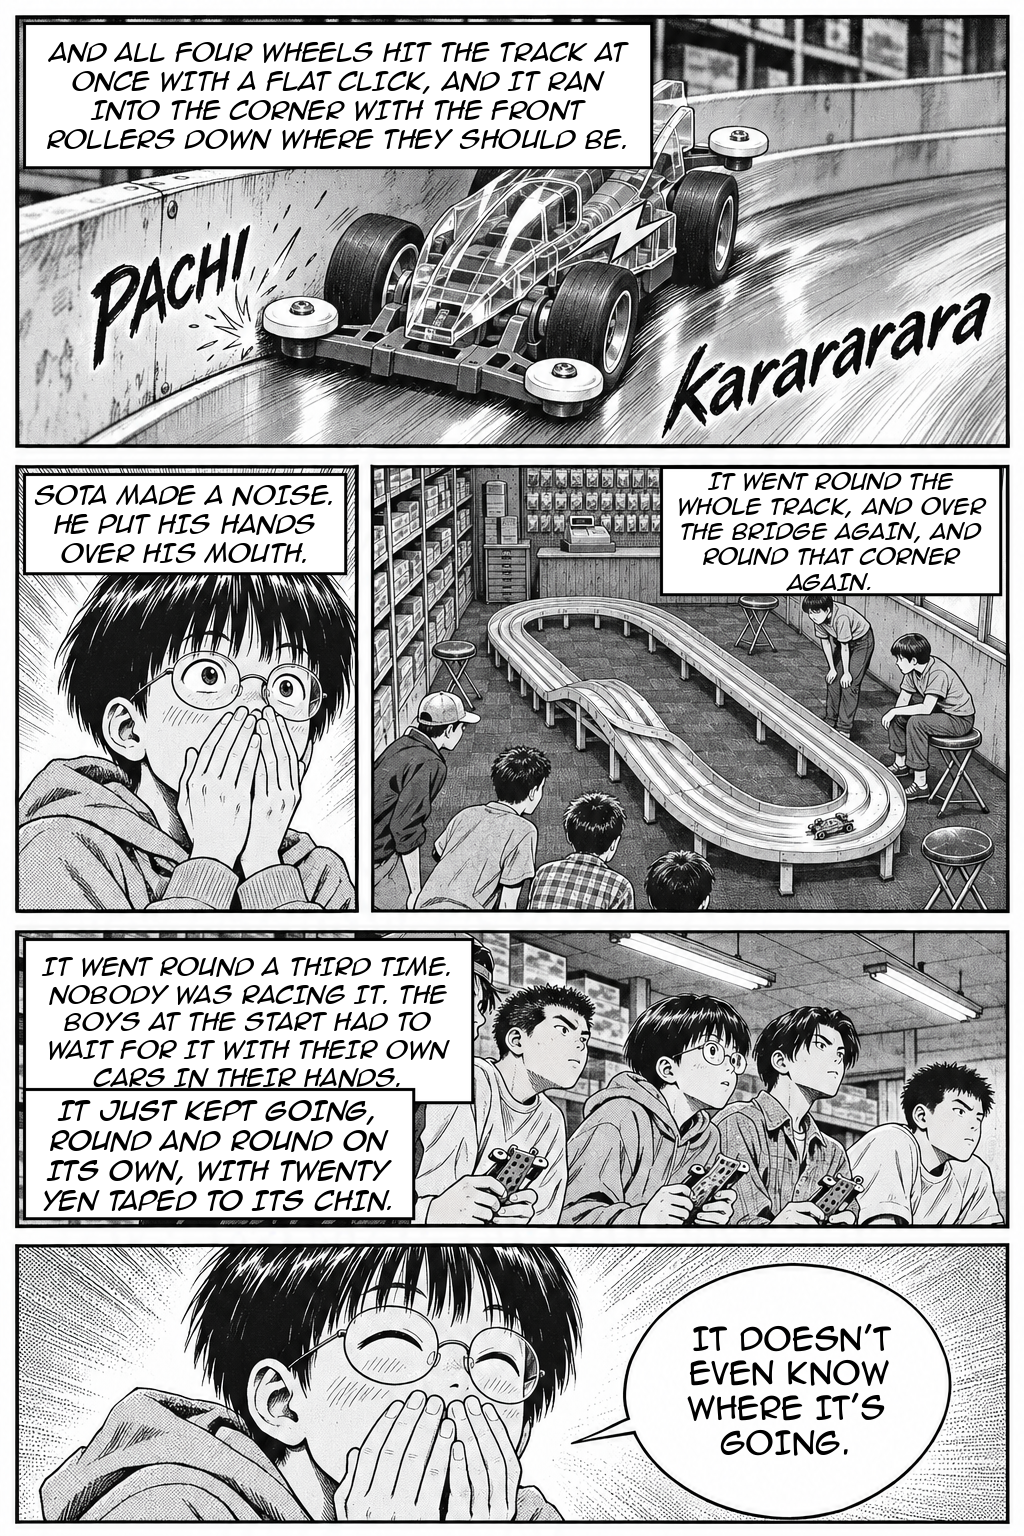 AND ALL FOUR WHEELS HIT THE TRACK AT
ONCE WITH A FLAT CLICK, AND IT RAN
INTO THE CORNER WITH THE FRONT
ROLLERS DOWN WHERE THEY SHOULD BE.
PACHI
Karararara
SOTA MADE A NOISE.
HE PUT HIS HANDS
OVER HIS MOUTH.
IT WENT ROUND THE
WHOLE TRACK, AND OVER
THE BRIDGE AGAIN, AND
ROUND THAT CORNER
AGAIN.
IT WENT ROUND A THIRD TIME.
NOBODY WAS RACING IT. THE
BOYS AT THE START HAD TO
WAIT FOR IT WITH THEIR OWN
CARS IN THEIR HANDS.
IT JUST KEPT GOING,
ROUND AND ROUND ON
ITS OWN, WITH TWENTY
YEN TAPED TO ITS CHIN.
IT DOESN'T
EVEN KNOW
WHERE IT'S
GOING.